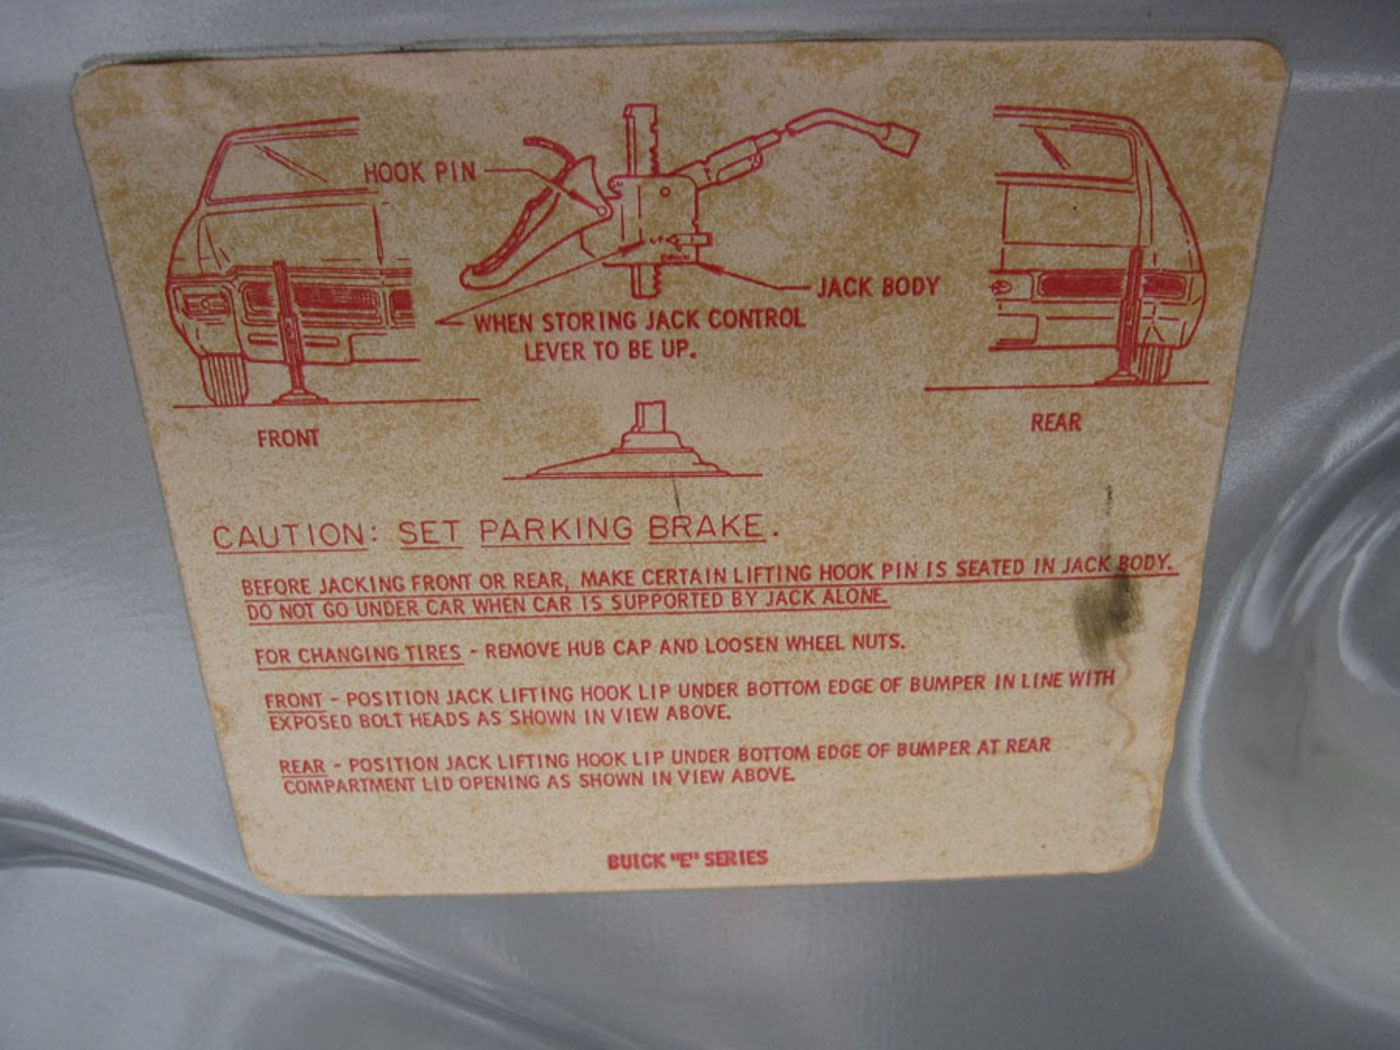 HOOK PIN
JACK BODY
WHEN STORING JACK CONTROL
LEVER TO BE UP.
FRONT
REAR
CAUTION: SET PARKING BRAKE.
BEFORE JACKING FRONT OR REAR, MAKE CERTAIN LIFTING HOOK PIN IS SEATED IN JACK BODY.
DO NOT GO UNDER CAR WHEN CAR IS SUPPORTED BY JACK ALONE.
FOR CHANGING TIRES - REMOVE HUB CAP AND LOOSEN WHEEL NUTS.
FRONT - POSITION JACK LIFTING HOOK LIP UNDER BOTTOM EDGE OF BUMPER IN LINE WITH
EXPOSED BOLT HEADS AS SHOWN IN VIEW ABOVE.
REAR - POSITION JACK LIFTING HOOK LIP UNDER BOTTOM EDGE OF BUMPER AT REAR
COMPARTMENT LID OPENING AS SHOWN IN VIEW ABOVE.
BUICK "E" SERIES